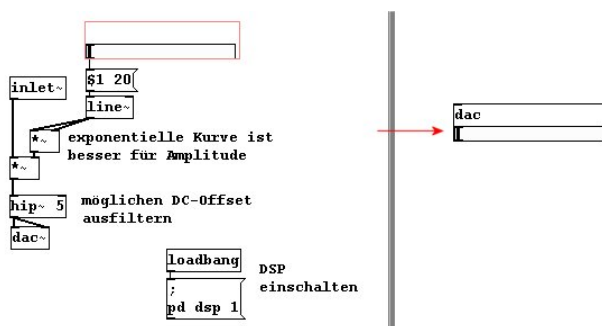 $1 20
inlet~
line~
*~
exponentielle Kurve ist
besser für Amplitude
*~
hip~ 5
möglichen DC-Offset
ausfiltern
dac~
loadbang
;
pd dsp 1
DSP
einschalten
dac